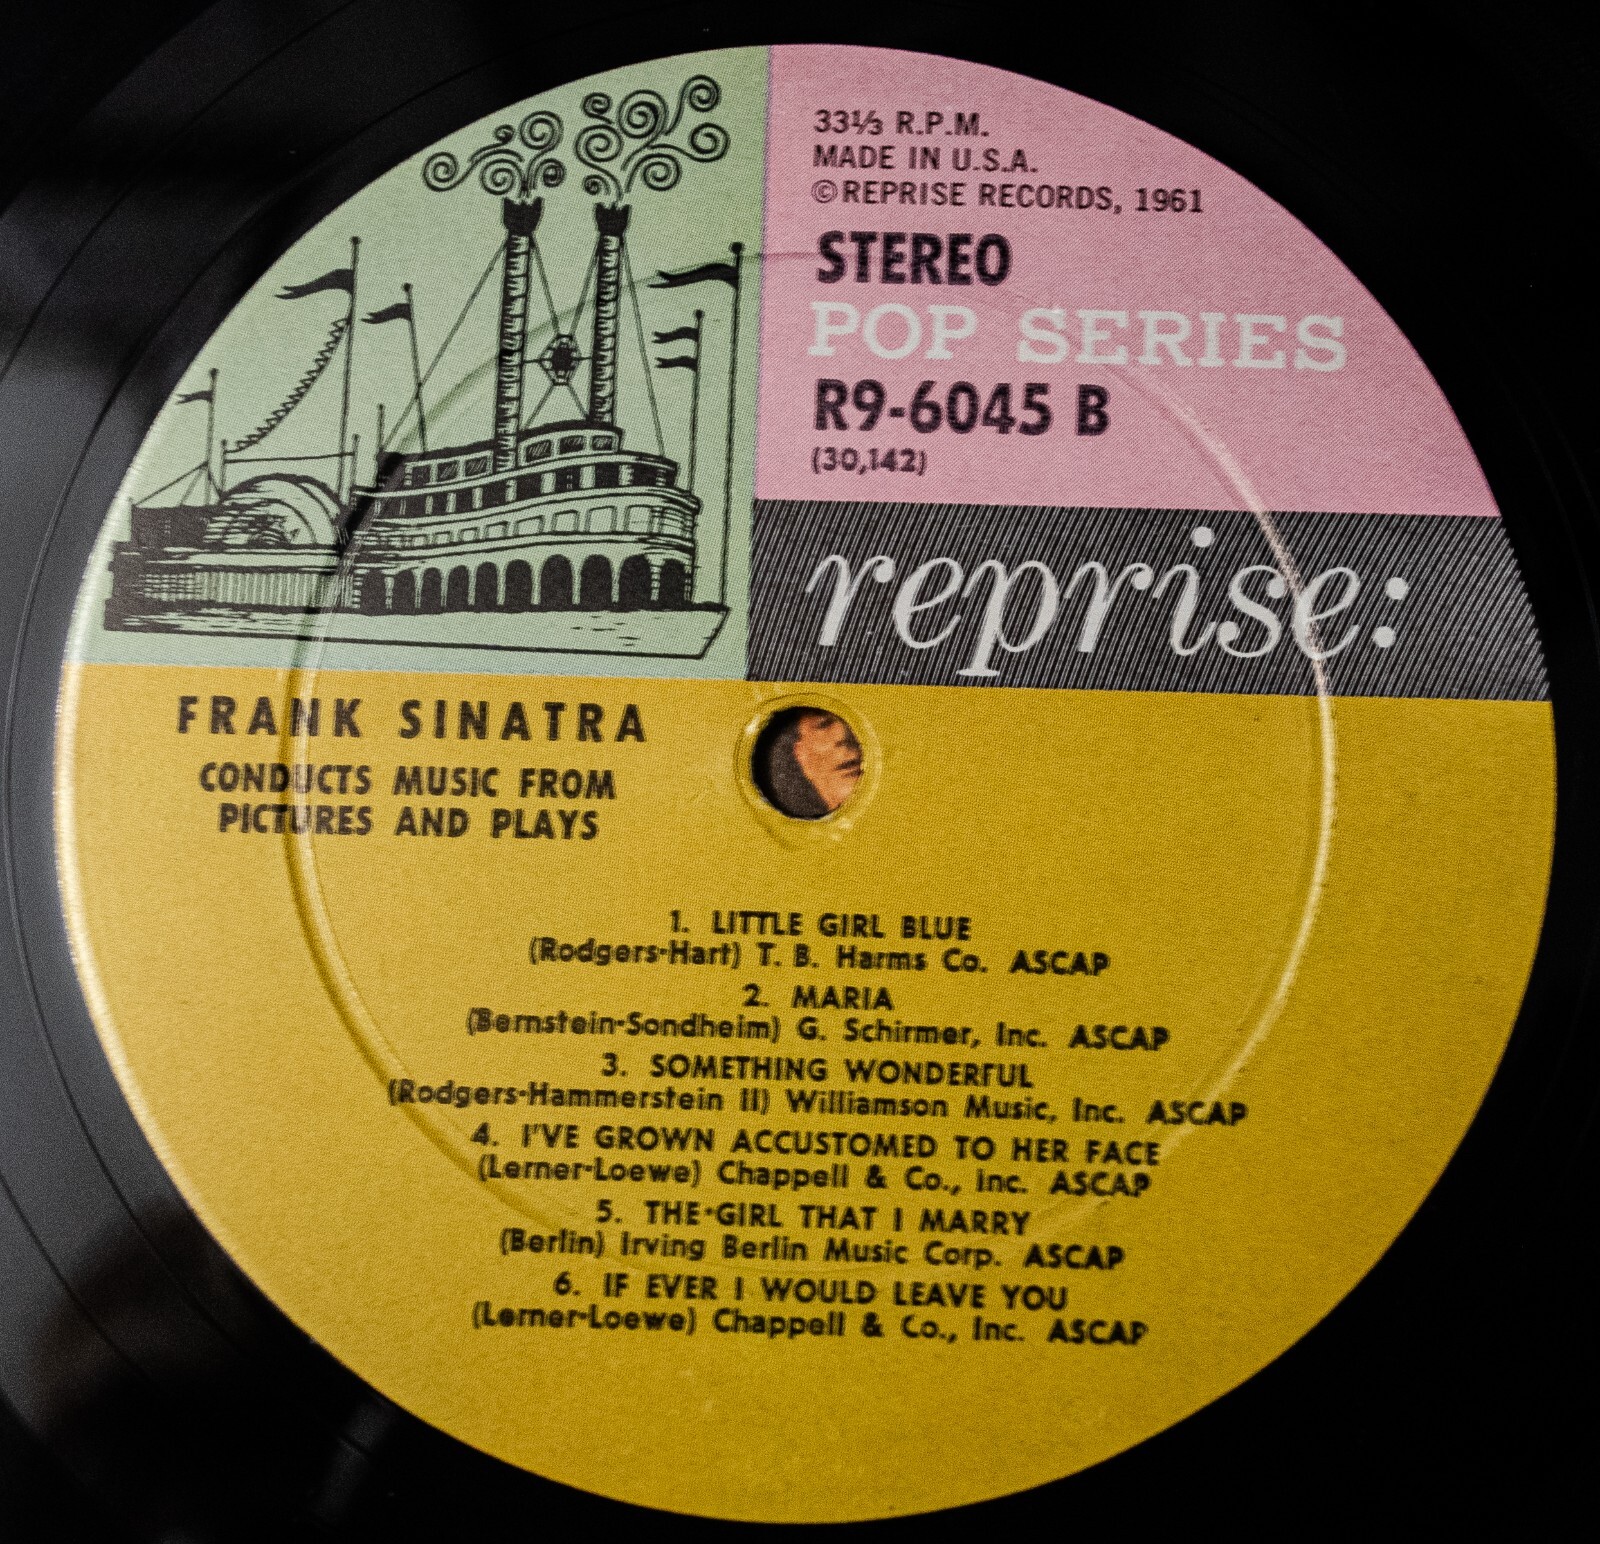 33⅓ R.P.M.
MADE IN U.S.A.
©REPRISE RECORDS, 1961
STEREO
POP SERIES
R9-6045 B
(30,142)
reprise:
FRANK SINATRA
CONDUCTS MUSIC FROM
PICTURES AND PLAYS
1. LITTLE GIRL BLUE
(Rodgers-Hart) T. B. Harms Co. ASCAP
2. MARIA
(Bernstein-Sondheim) G. Schirmer, Inc. ASCAP
3. SOMETHING WONDERFUL
(Rodgers-Hammerstein II) Williamson Music, Inc. ASCAP
4. I'VE GROWN ACCUSTOMED TO HER FACE
(Lerner-Loewe) Chappell & Co., Inc. ASCAP
5. THE GIRL THAT I MARRY
(Berlin) Irving Berlin Music Corp. ASCAP
6. IF EVER I WOULD LEAVE YOU
(Lerner-Loewe) Chappell & Co., Inc. ASCAP